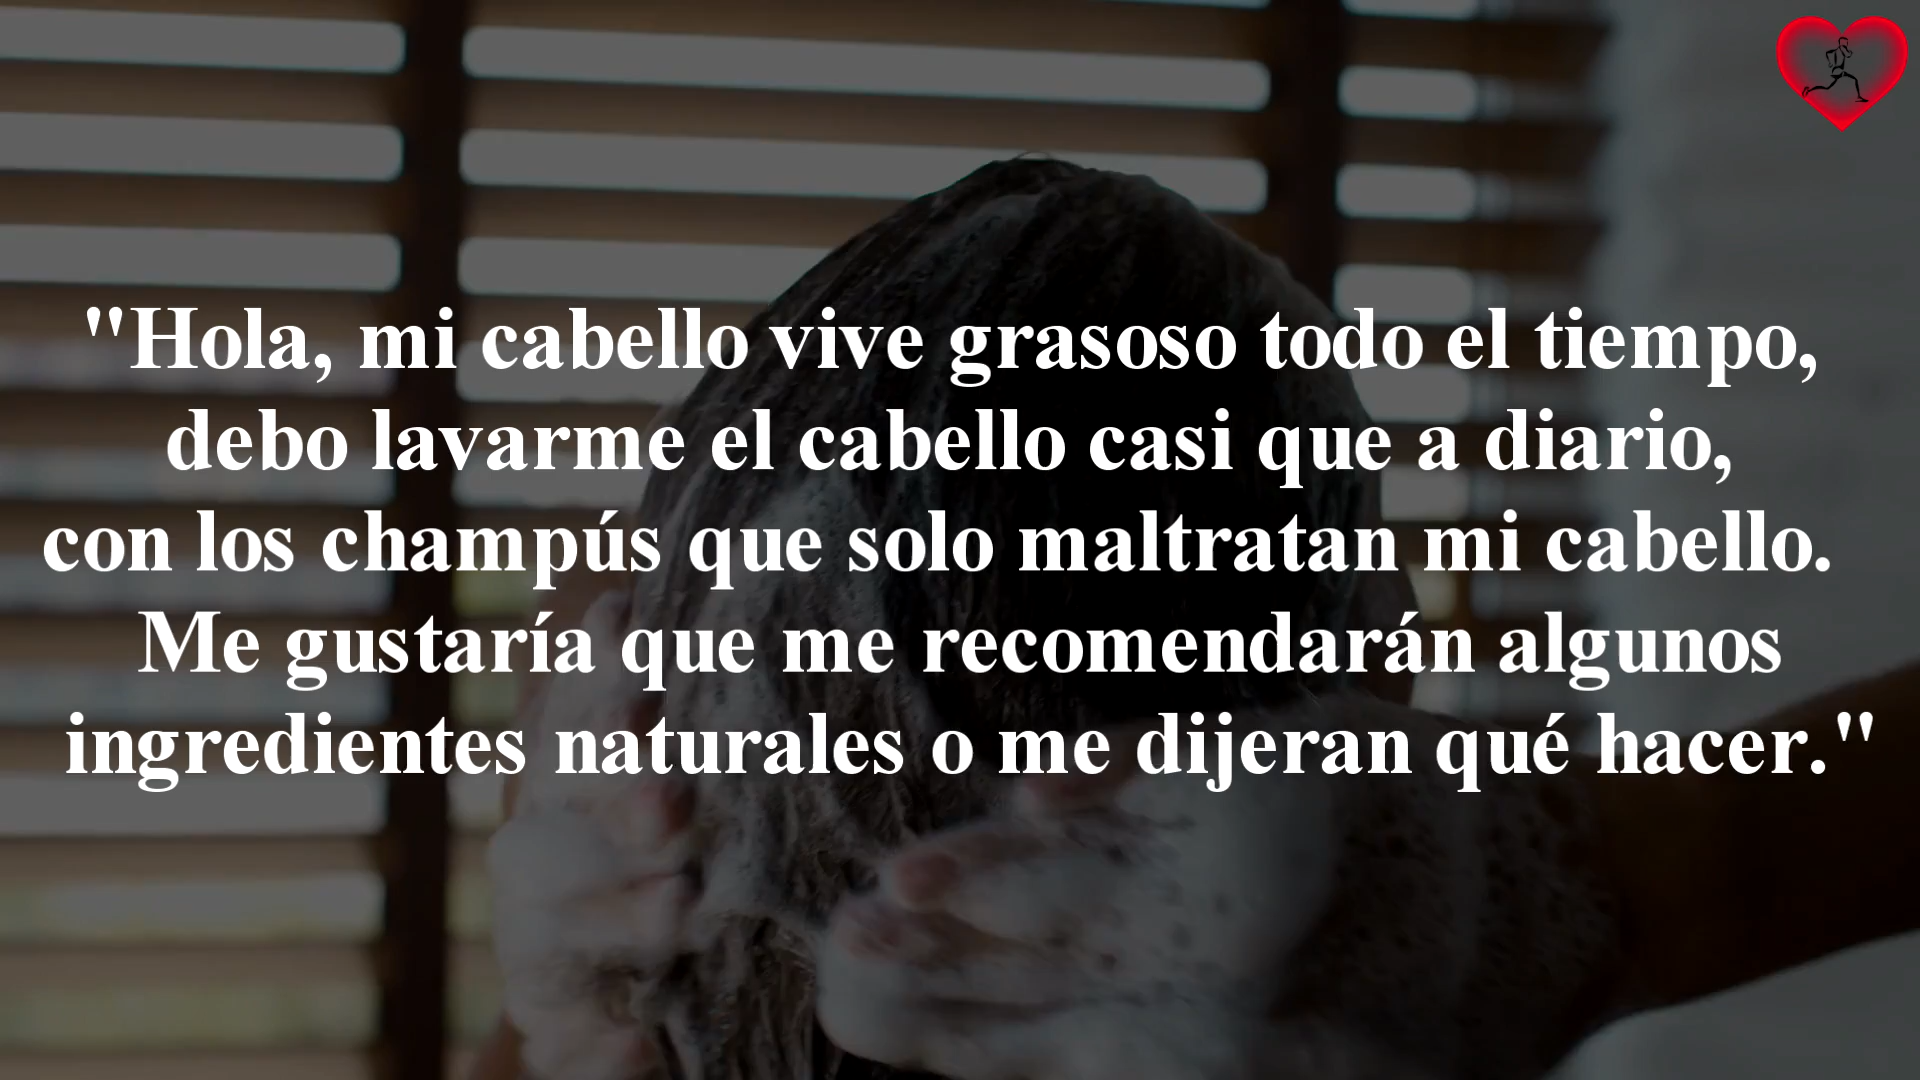 "Hola, mi cabello vive grasoso todo el tiempo,
debo lavarme el cabello casi que a diario,
con los champús que solo maltratan mi cabello.
Me gustaría que me recomendarán algunos
ingredientes naturales o me dijeran qué hacer."